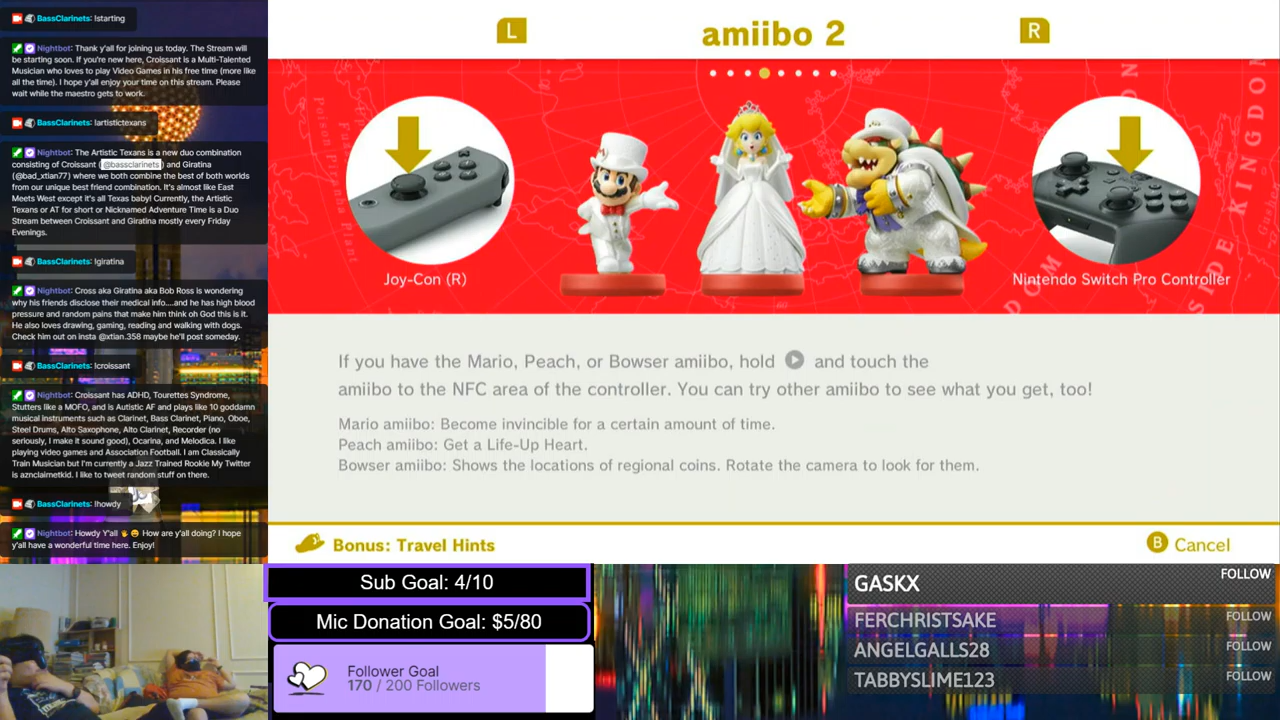 BassClarinets: !starting
Nightbot: Thank y'all for joining us today. The Stream will
be starting soon. If you're new here, Croissant is a Multi-Talented
Musician who loves to play Video Games in his free time (more like
all the time). I hope y'all enjoy your time on this stream. Please
wait while the maestro gets to work.
BassClarinets: !artistictexans
Nightbot: The Artistic Texans is a new duo combination
consisting of Croissant ( @bassclarinets ) and Giratina
(@bad_xtian77) where we both combine the best of both worlds
from our unique best friend combination. It's almost like East
Meets West except it's all Texas baby! Currently, the Artistic
Texans or AT for short or Nicknamed Adventure Time is a Duo
Stream between Croissant and Giratina mostly every Friday
Evenings.
BassClarinets: !giratina
Nightbot: Cross aka Giratina aka Bob Ross is wondering
why his friends disclose their medical info....and he has high blood
pressure and random pains that make him think oh God this is it.
He also loves drawing, gaming, reading and walking with dogs.
Check him out on insta @xtian.358 maybe he'll post someday.
BassClarinets: !croissant
Nightbot: Croissant has ADHD, Tourettes Syndrome,
Stutters like a MOFO, and is Autistic AF and plays like 10 goddamn
musical instruments such as Clarinet, Bass Clarinet, Piano, Oboe,
Steel Drums, Alto Saxophone, Alto Clarinet, Recorder (no
seriously, I make it sound good), Ocarina, and Melodica. I like
playing video games and Association Football. I am Classically
Train Musician but I'm currently a Jazz Trained Rookie My Twitter
is aznclairnetkid. I like to tweet random stuff on there.
BassClarinets: !howdy
Nightbot: Howdy Y'all 🤚 😄 How are y'all doing? I hope
y'all have a wonderful time here. Enjoy!
L
amiibo 2
R
Joy-Con (R)
Nintendo Switch Pro Controller
If you have the Mario, Peach, or Bowser amiibo, hold and touch the
amiibo to the NFC area of the controller. You can try other amiibo to see what you get, too!
Mario amiibo: Become invincible for a certain amount of time.
Peach amiibo: Get a Life-Up Heart.
Bowser amiibo: Shows the locations of regional coins. Rotate the camera to look for them.
Bonus: Travel Hints
B Cancel
Sub Goal: 4/10
Mic Donation Goal: $5/80
Follower Goal
170 / 200 Followers
GASKX FOLLOW
FERCHRISTSAKE FOLLOW
ANGELGALLS28 FOLLOW
TABBYSLIME123 FOLLOW